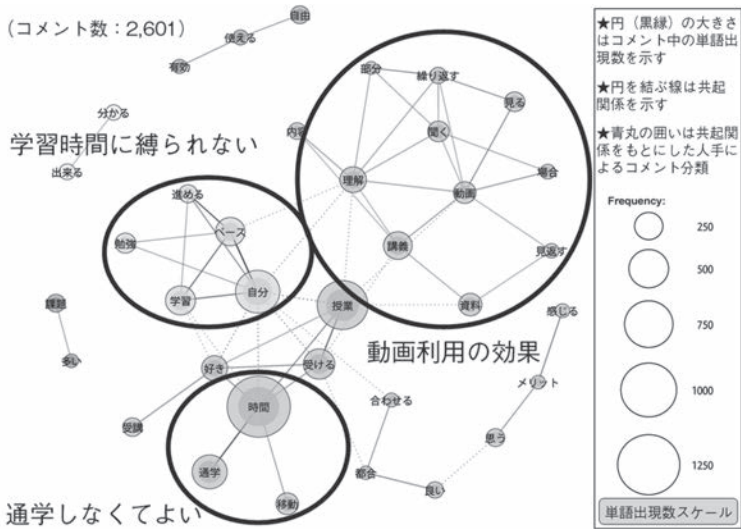 (コメント数：2,601)
自由
使える
有効
分かる
出来る
学習時間に縛られない
部分
繰り返す
見る
内容
聞く
理解
動画
場合
講義
見返す
資料
進める
ペース
勉強
学習
自分
授業
課題
多い
好き
受ける
動画利用の効果
感じる
メリット
思う
合わせる
時間
受講
通学
移動
都合
良い
通学しなくてよい
★円（黒縁）の大きさ
はコメント中の単語出
現数を示す
★円を結ぶ線は共起
関係を示す
★青丸の囲いは共起関
係をもとにした人手に
よるコメント分類
Frequency:
250
500
750
1000
1250
単語出現数スケール